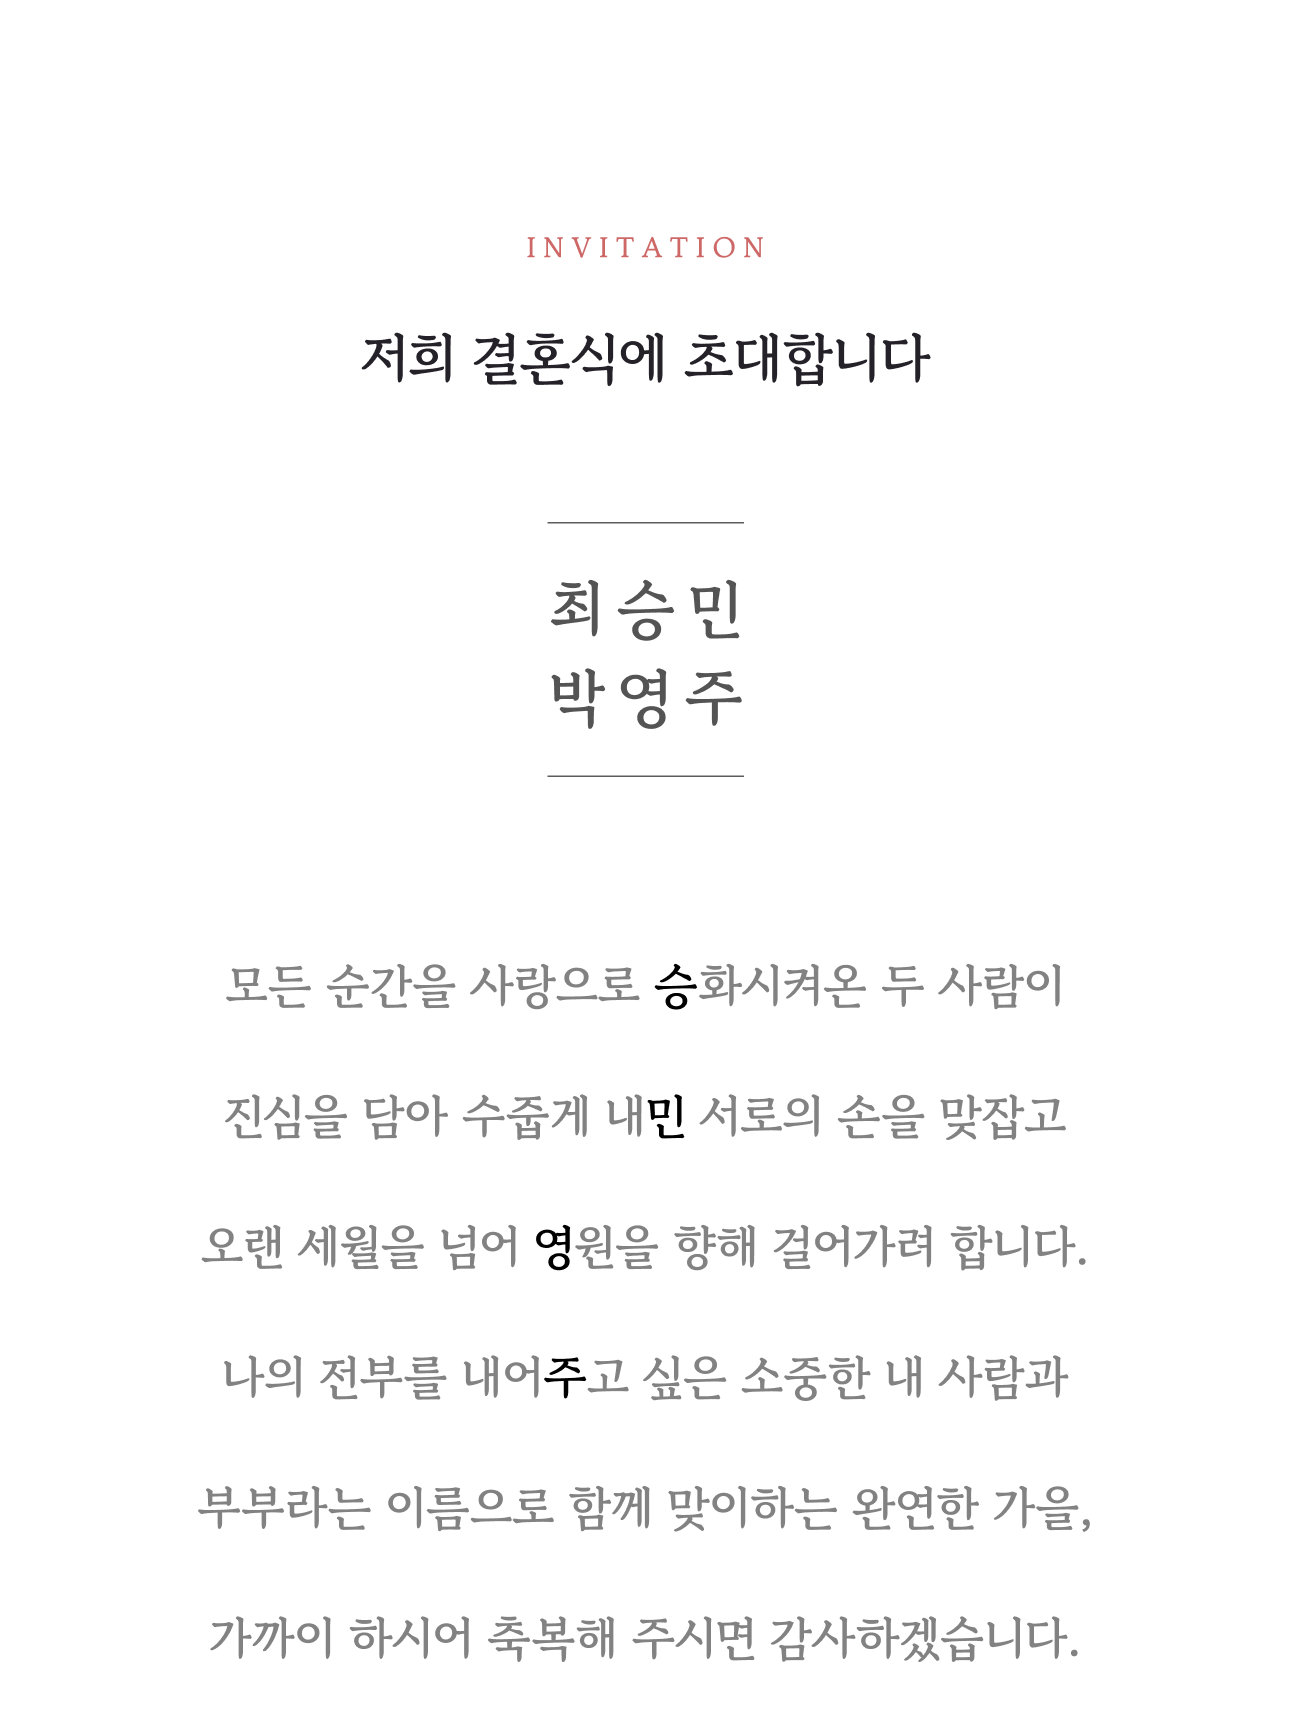 INVITATION
저희 결혼식에 초대합니다
최승민
박영주
모든 순간을 사랑으로 승화시켜온 두 사람이
진심을 담아 수줍게 내민 서로의 손을 맞잡고
오랜 세월을 넘어 영원을 향해 걸어가려 합니다.
나의 전부를 내어주고 싶은 소중한 내 사람과
부부라는 이름으로 함께 맞이하는 완연한 가을,
가까이 하시어 축복해 주시면 감사하겠습니다.